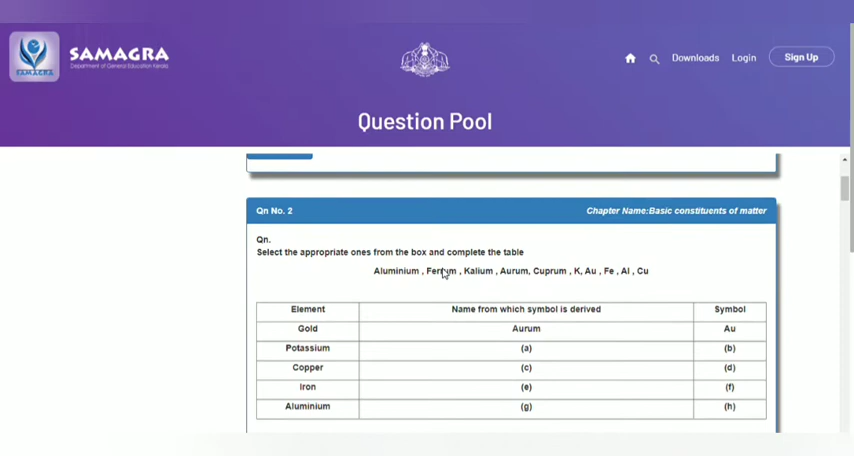 SAMAGRA
Department of General Education Kerala
SAMAGRA
Downloads Login Sign Up
Question Pool
Qn No. 2 Chapter Name:Basic constituents of matter
Qn.
Select the appropriate ones from the box and complete the table
Aluminium , Ferrum , Kalium , Aurum, Cuprum , K, Au , Fe , Al , Cu
Element Name from which symbol is derived Symbol
Gold Aurum Au
Potassium (a) (b)
Copper (c) (d)
Iron (e) (f)
Aluminium (g) (h)